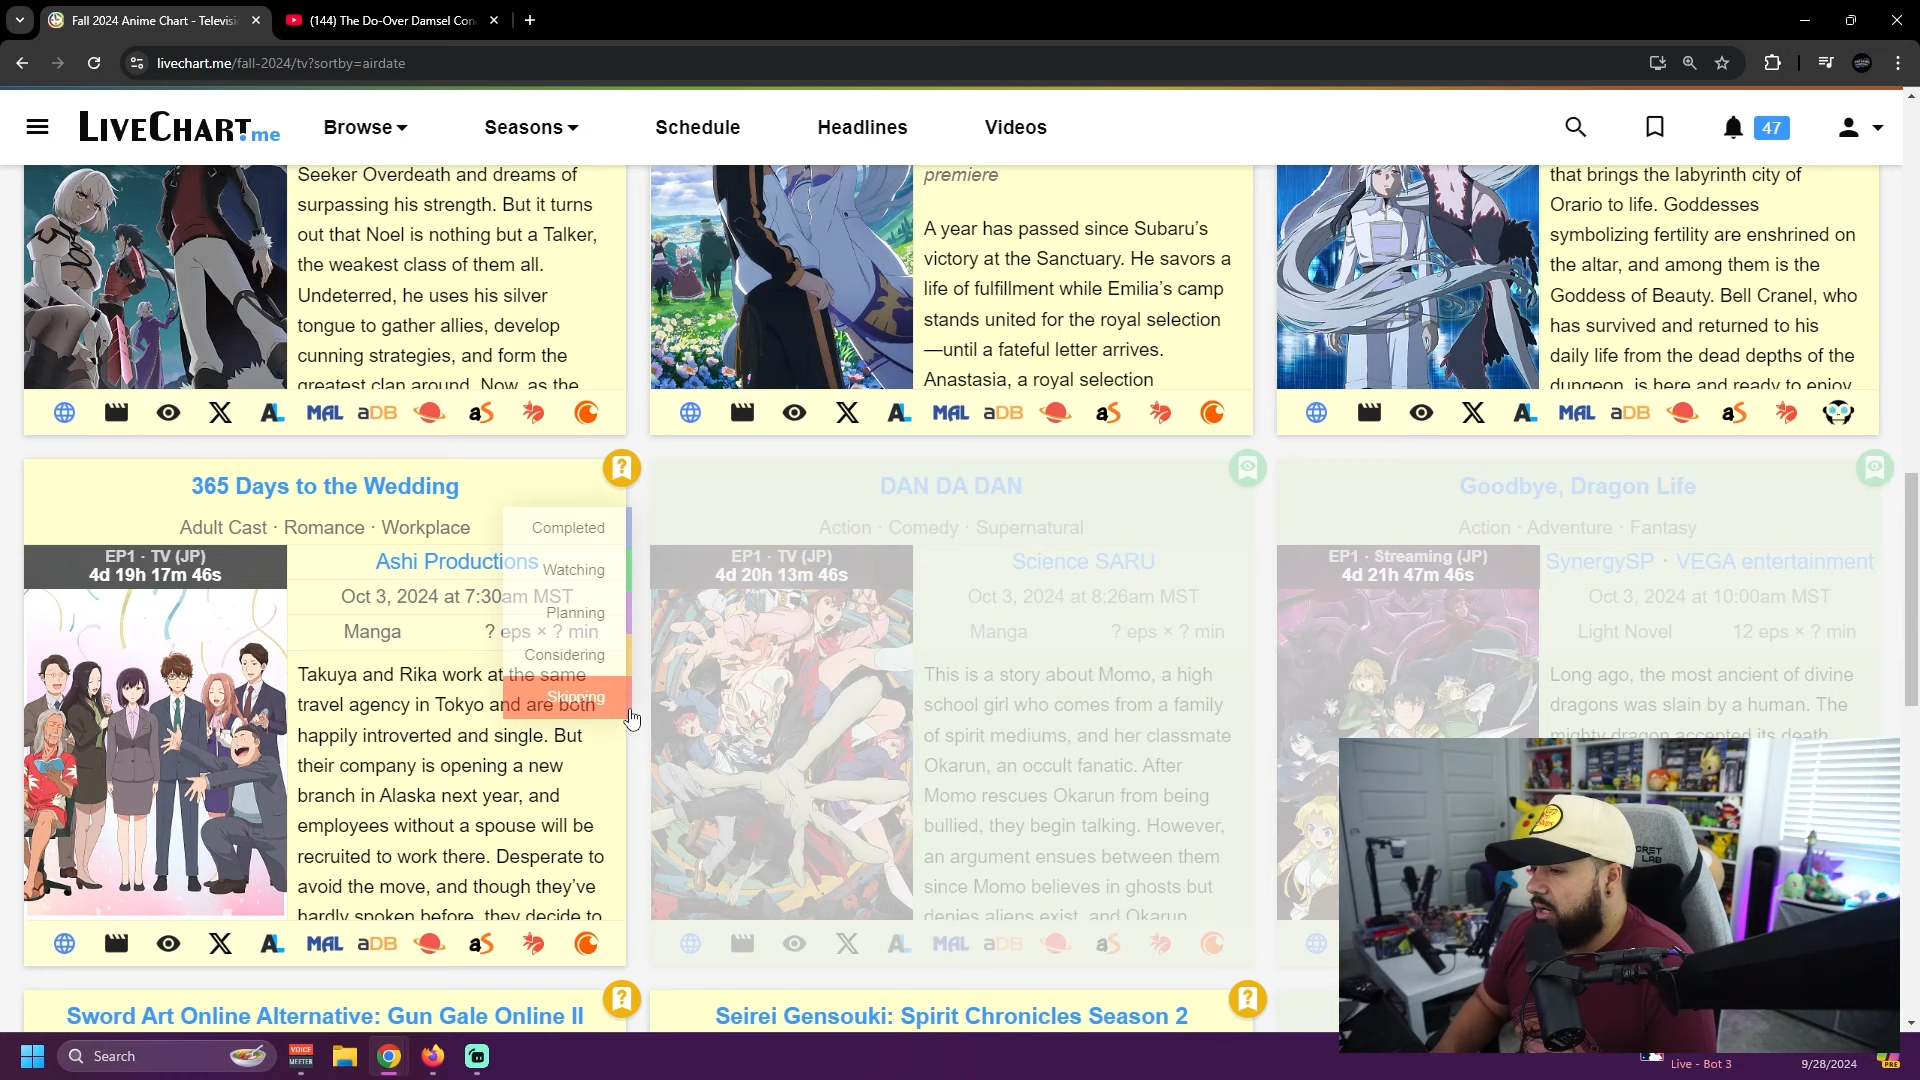 Fall 2024 Anime Chart - Televisi
(144) The Do-Over Damsel Con
livechart.me/fall-2024/tv?sortby=airdate
LIVECHART.me
Browse
Seasons
Schedule
Headlines
Videos
47
Seeker Overdeath and dreams of
surpassing his strength. But it turns
out that Noel is nothing but a Talker,
the weakest class of them all.
Undeterred, he uses his silver
tongue to gather allies, develop
cunning strategies, and form the
greatest clan around. Now, as the
AL MAL aDB aS
premiere
A year has passed since Subaru's
victory at the Sanctuary. He savors a
life of fulfillment while Emilia's camp
stands united for the royal selection
—until a fateful letter arrives.
Anastasia, a royal selection
AL MAL aDB aS
that brings the labyrinth city of
Orario to life. Goddesses
symbolizing fertility are enshrined on
the altar, and among them is the
Goddess of Beauty. Bell Cranel, who
has survived and returned to his
daily life from the dead depths of the
dungeon, is here and ready to enjoy
AL MAL aDB aS
365 Days to the Wedding
Adult Cast · Romance · Workplace
EP1 · TV (JP)
4d 19h 17m 46s
Ashi Productions
Oct 3, 2024 at 7:30am MST
Manga ? eps × ? min
Completed
Watching
Planning
Considering
Skipping
Takuya and Rika work at the same
travel agency in Tokyo and are both
happily introverted and single. But
their company is opening a new
branch in Alaska next year, and
employees without a spouse will be
recruited to work there. Desperate to
avoid the move, and though they've
hardly spoken before, they decide to
AL MAL aDB aS
DAN DA DAN
Action · Comedy · Supernatural
EP1 · TV (JP)
4d 20h 13m 46s
Science SARU
Oct 3, 2024 at 8:26am MST
Manga ? eps × ? min
This is a story about Momo, a high
school girl who comes from a family
of spirit mediums, and her classmate
Okarun, an occult fanatic. After
Momo rescues Okarun from being
bullied, they begin talking. However,
an argument ensues between them
since Momo believes in ghosts but
denies aliens exist, and Okarun
AL MAL aDB aS
Goodbye, Dragon Life
Action · Adventure · Fantasy
EP1 · Streaming (JP)
4d 21h 47m 46s
SynergySP · VEGA entertainment
Oct 3, 2024 at 10:00am MST
Light Novel 12 eps × ? min
Long ago, the most ancient of divine
dragons was slain by a human. The
mighty dragon accepted its death
Sword Art Online Alternative: Gun Gale Online II
Seirei Gensouki: Spirit Chronicles Season 2
Search
VOICE
MEETER
Live - Bot 3
9/28/2024
PRE